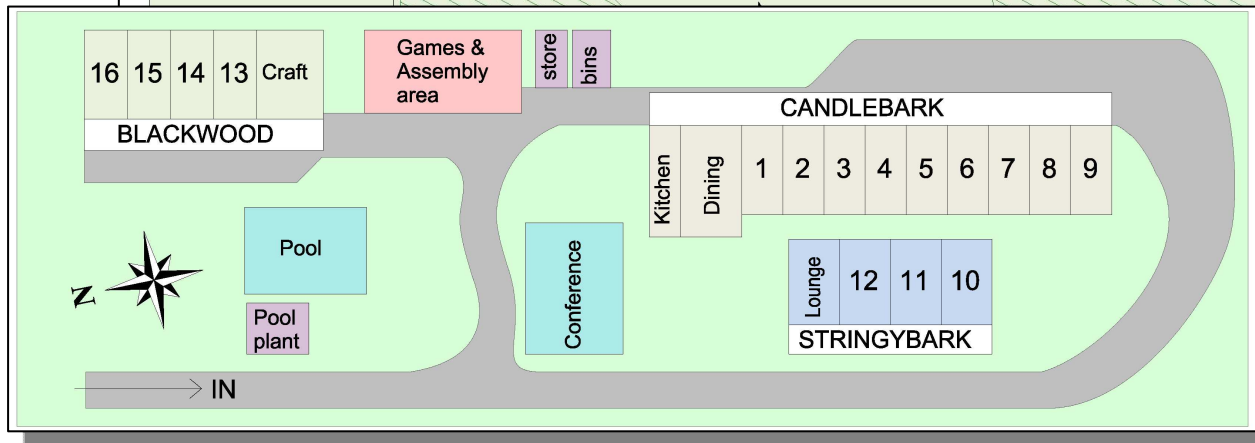 16
15
14
13
Craft
BLACKWOOD
Games &
Assembly
area
store
bins
CANDLEBARK
Kitchen
Dining
1
2
3
4
5
6
7
8
9
Pool
Pool
plant
Conference
Lounge
12
11
10
STRINGYBARK
N
IN